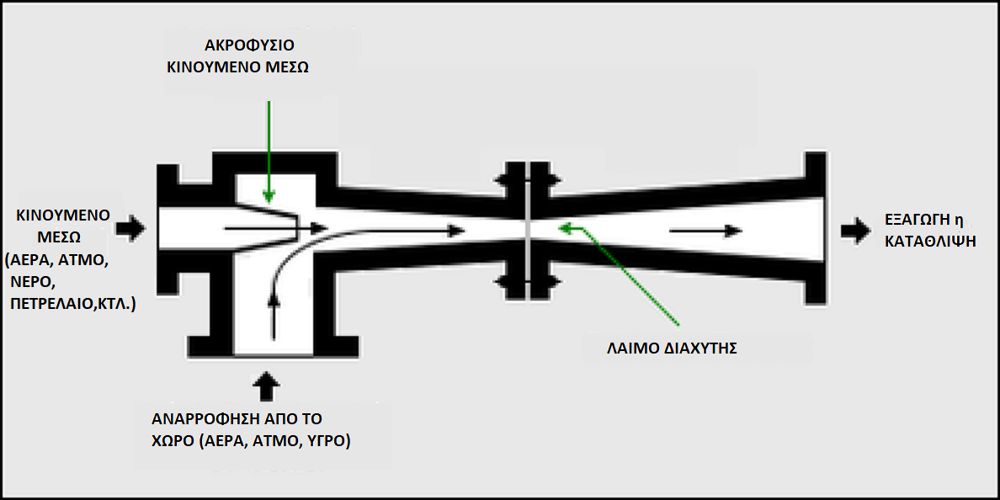 ΑΚΡΟΦΥΣΙΟ
ΚΙΝΟΥΜΕΝΟ ΜΕΣΩ
ΚΙΝΟΥΜΕΝΟ
ΜΕΣΩ
(ΑΕΡΑ, ΑΤΜΟ,
ΝΕΡΟ,
ΠΕΤΡΕΛΑΙΟ,ΚΤΛ.)
ΕΞΑΓΩΓΗ η
ΚΑΤΑΘΛΙΨΗ
ΛΑΙΜΟ ΔΙΑΧΥΤΗΣ
ΑΝΑΡΡΟΦΗΣΗ ΑΠΟ ΤΟ
ΧΩΡΟ (ΑΕΡΑ, ΑΤΜΟ, ΥΓΡΟ)